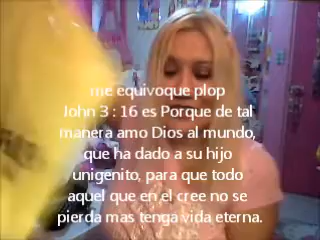 me equivoque plop
John 3 : 16 es Porque de tal
manera amo Dios al mundo,
que ha dado a su hijo
unigenito, para que todo
aquel que en el cree no se
pierda mas tenga vida eterna.